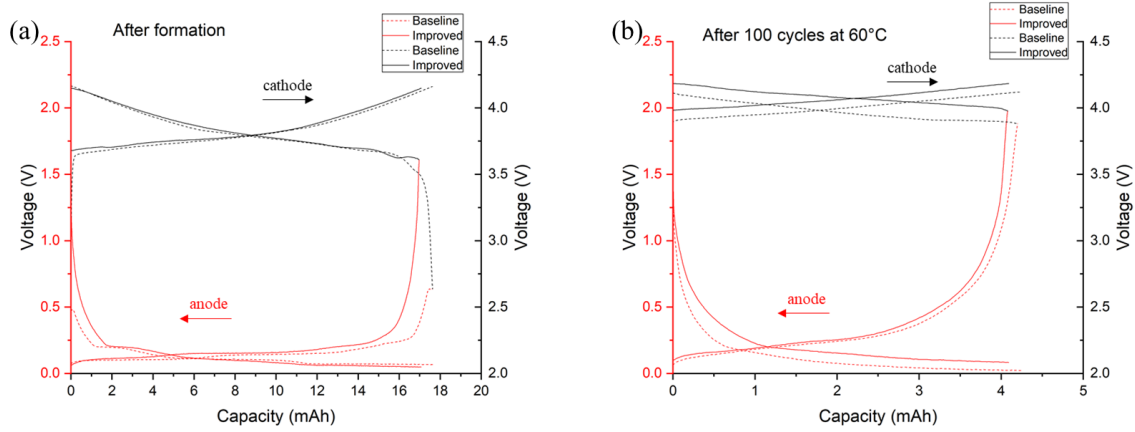 (a)
After formation
Baseline
Improved
Baseline
Improved
2.5
2.0
1.5
1.0
0.5
0.0
Voltage (V)
4.5
4.0
3.5
3.0
2.5
2.0
Voltage (V)
cathode
anode
0 2 4 6 8 10 12 14 16 18 20
Capacity (mAh)
(b)
After 100 cycles at 60°C
Baseline
Improved
Baseline
Improved
2.5
2.0
1.5
1.0
0.5
0.0
Voltage (V)
4.5
4.0
3.5
3.0
2.5
2.0
Voltage (V)
cathode
anode
0 1 2 3 4 5
Capacity (mAh)